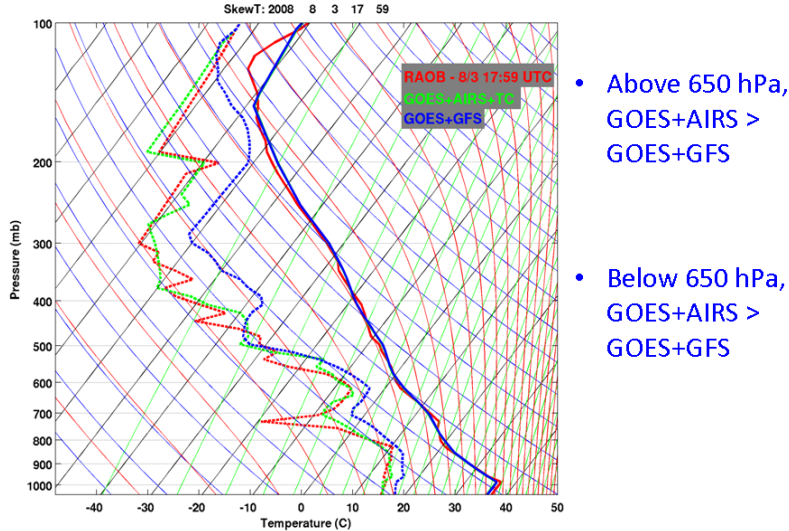 SkewT: 2008 8 3 17 59
100
200
300
400
500
600
700
800
900
1000
Pressure (mb)
RAOB - 8/3 17:59 UTC
GOES+AIRS+TC
GOES+GFS
-40 -30 -20 -10 0 10 20 30 40 50
Temperature (C)
• Above 650 hPa,
GOES+AIRS >
GOES+GFS
• Below 650 hPa,
GOES+AIRS >
GOES+GFS